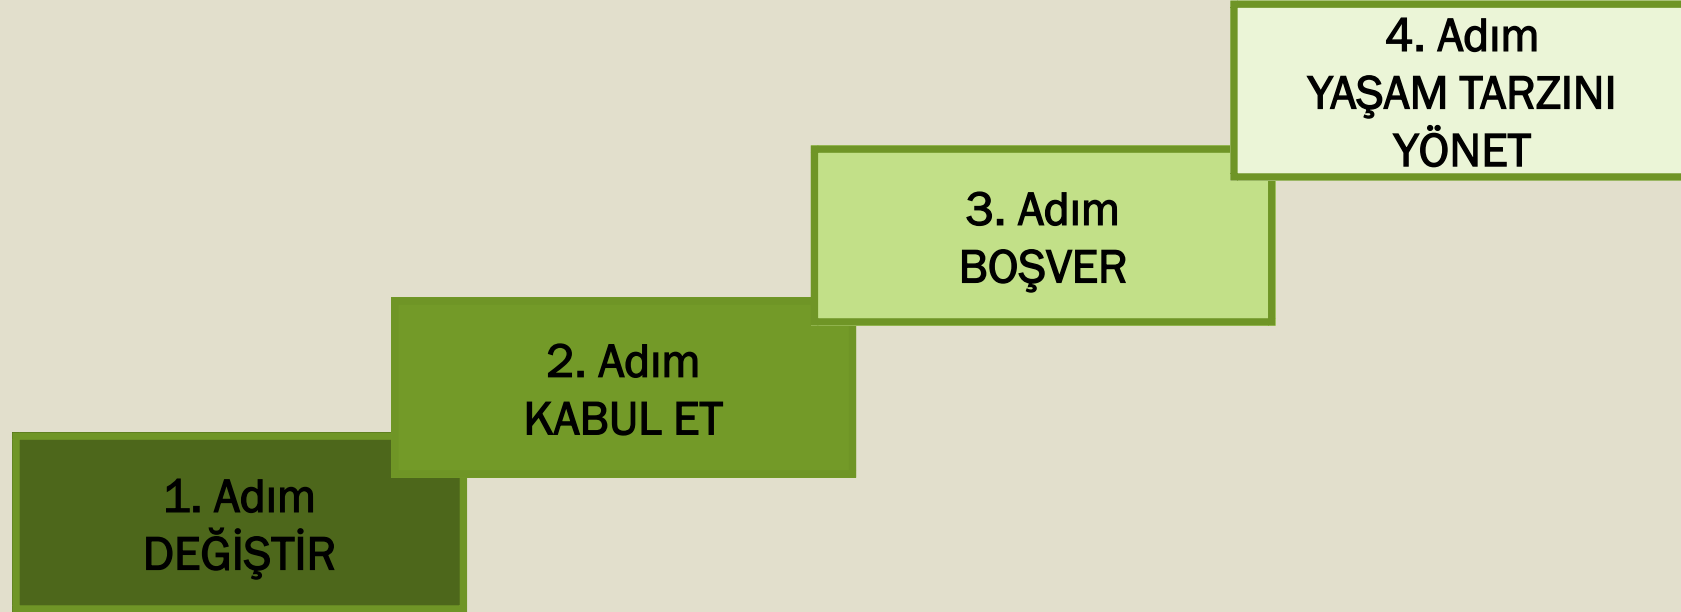 4. Adım
YAŞAM TARZINI
YÖNET
3. Adım
BOŞVER
2. Adım
KABUL ET
1. Adım
DEĞİŞTİR